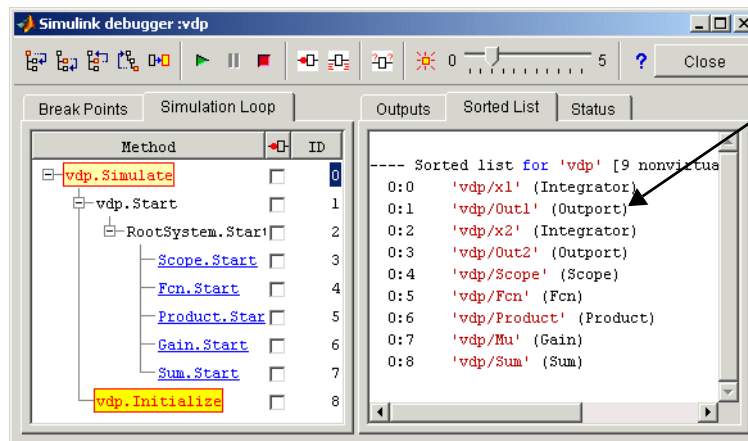 Simulink debugger :vdp
0 5 ? Close
Break Points Simulation Loop
Outputs Sorted List Status
Method ID
vdp.Simulate 0
vdp.Start 1
RootSystem.Start 2
Scope.Start 3
Fcn.Start 4
Product.Star 5
Gain.Start 6
Sum.Start 7
vdp.Initialize 8
---- Sorted list for 'vdp' [9 nonvirtua
0:0 'vdp/x1' (Integrator)
0:1 'vdp/Out1' (Outport)
0:2 'vdp/x2' (Integrator)
0:3 'vdp/Out2' (Outport)
0:4 'vdp/Scope' (Scope)
0:5 'vdp/Fcn' (Fcn)
0:6 'vdp/Product' (Product)
0:7 'vdp/Mu' (Gain)
0:8 'vdp/Sum' (Sum)